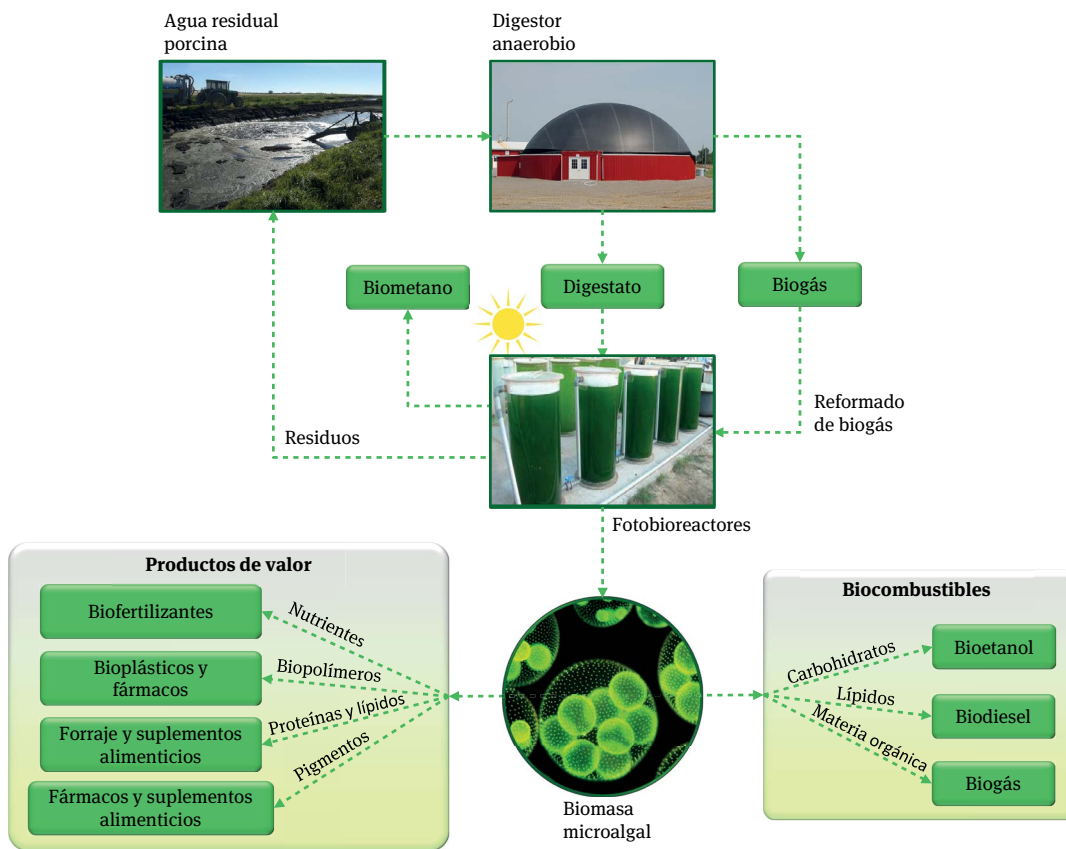 Agua residual
porcina
Digestor
anaerobio
Biometano
Digestato
Biogás
Reformado
de biogás
Residuos
Fotobioreactores
Productos de valor
Biofertilizantes
Nutrientes
Bioplásticos y
fármacos
Biopolímeros
Forraje y suplementos
alimenticios
Proteínas y lípidos
Fármacos y suplementos
alimenticios
Pigmentos
Biomasa
microalgal
Biocombustibles
Carbohidratos
Bioetanol
Lípidos
Biodiesel
Materia orgánica
Biogás